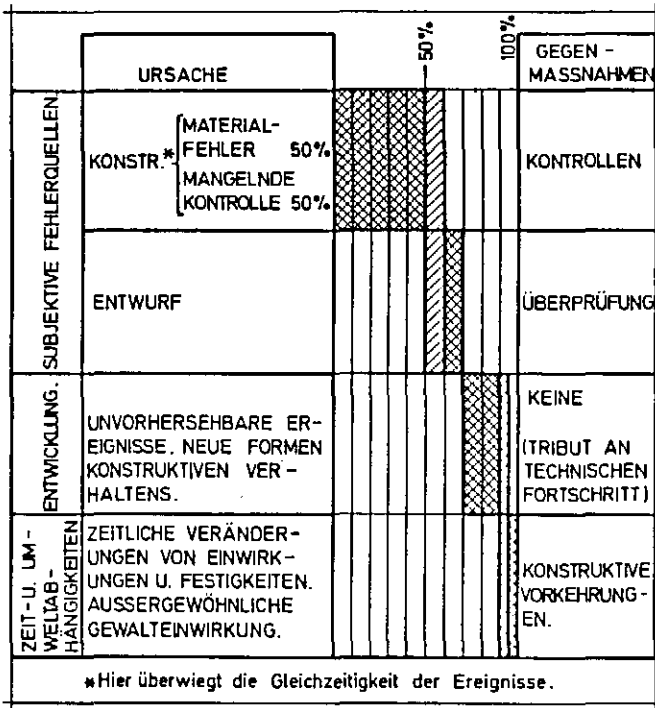 URSACHE
50%
100%
GEGEN-
MASSNAHMEN
SUBJEKTIVE FEHLERQUELLEN.
KONSTR.*
MATERIAL-
FEHLER 50%
MANGELNDE
KONTROLLE 50%
KONTROLLEN
ENTWURF
ÜBERPRÜFUNG
ENTWICKLUNG.
UNVORHERSEHBARE ER-
EIGNISSE. NEUE FORMEN
KONSTRUKTIVEN VER-
HALTENS.
KEINE
(TRIBUT AN
TECHNISCHEN
FORTSCHRITT)
ZEIT-U. UM-
WELTAB-
HÄNGIGKEITEN
ZEITLICHE VERÄNDER-
UNGEN VON EINWIRK-
UNGEN U. FESTIGKEITEN.
AUSSERGEWÖHNLICHE
GEWALTEINWIRKUNG.
KONSTRUKTIVE
VORKEHRUNG-
EN.
*Hier überwiegt die Gleichzeitigkeit der Ereignisse.